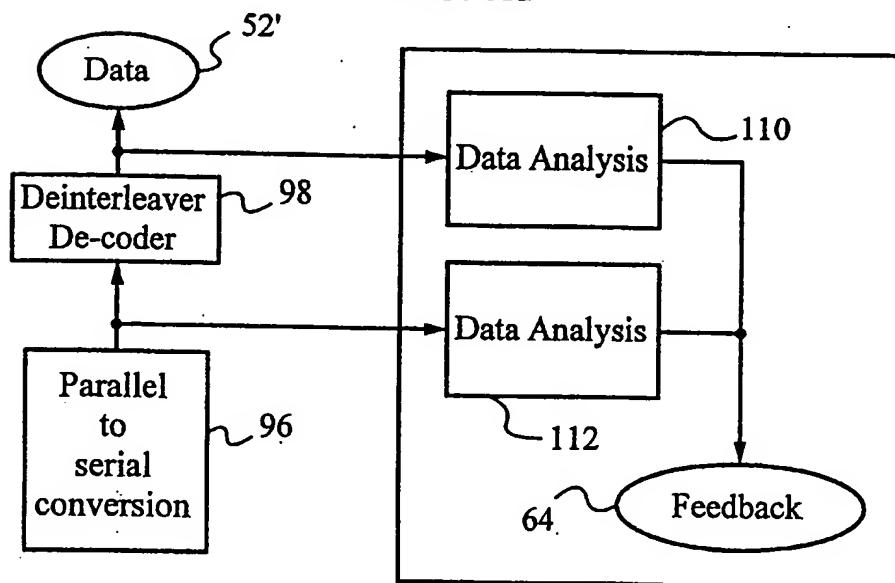 52'
Data
110
Data Analysis
Deinterleaver
De-coder
98
Data Analysis
Parallel
to
serial
conversion
96
112
64
Feedback